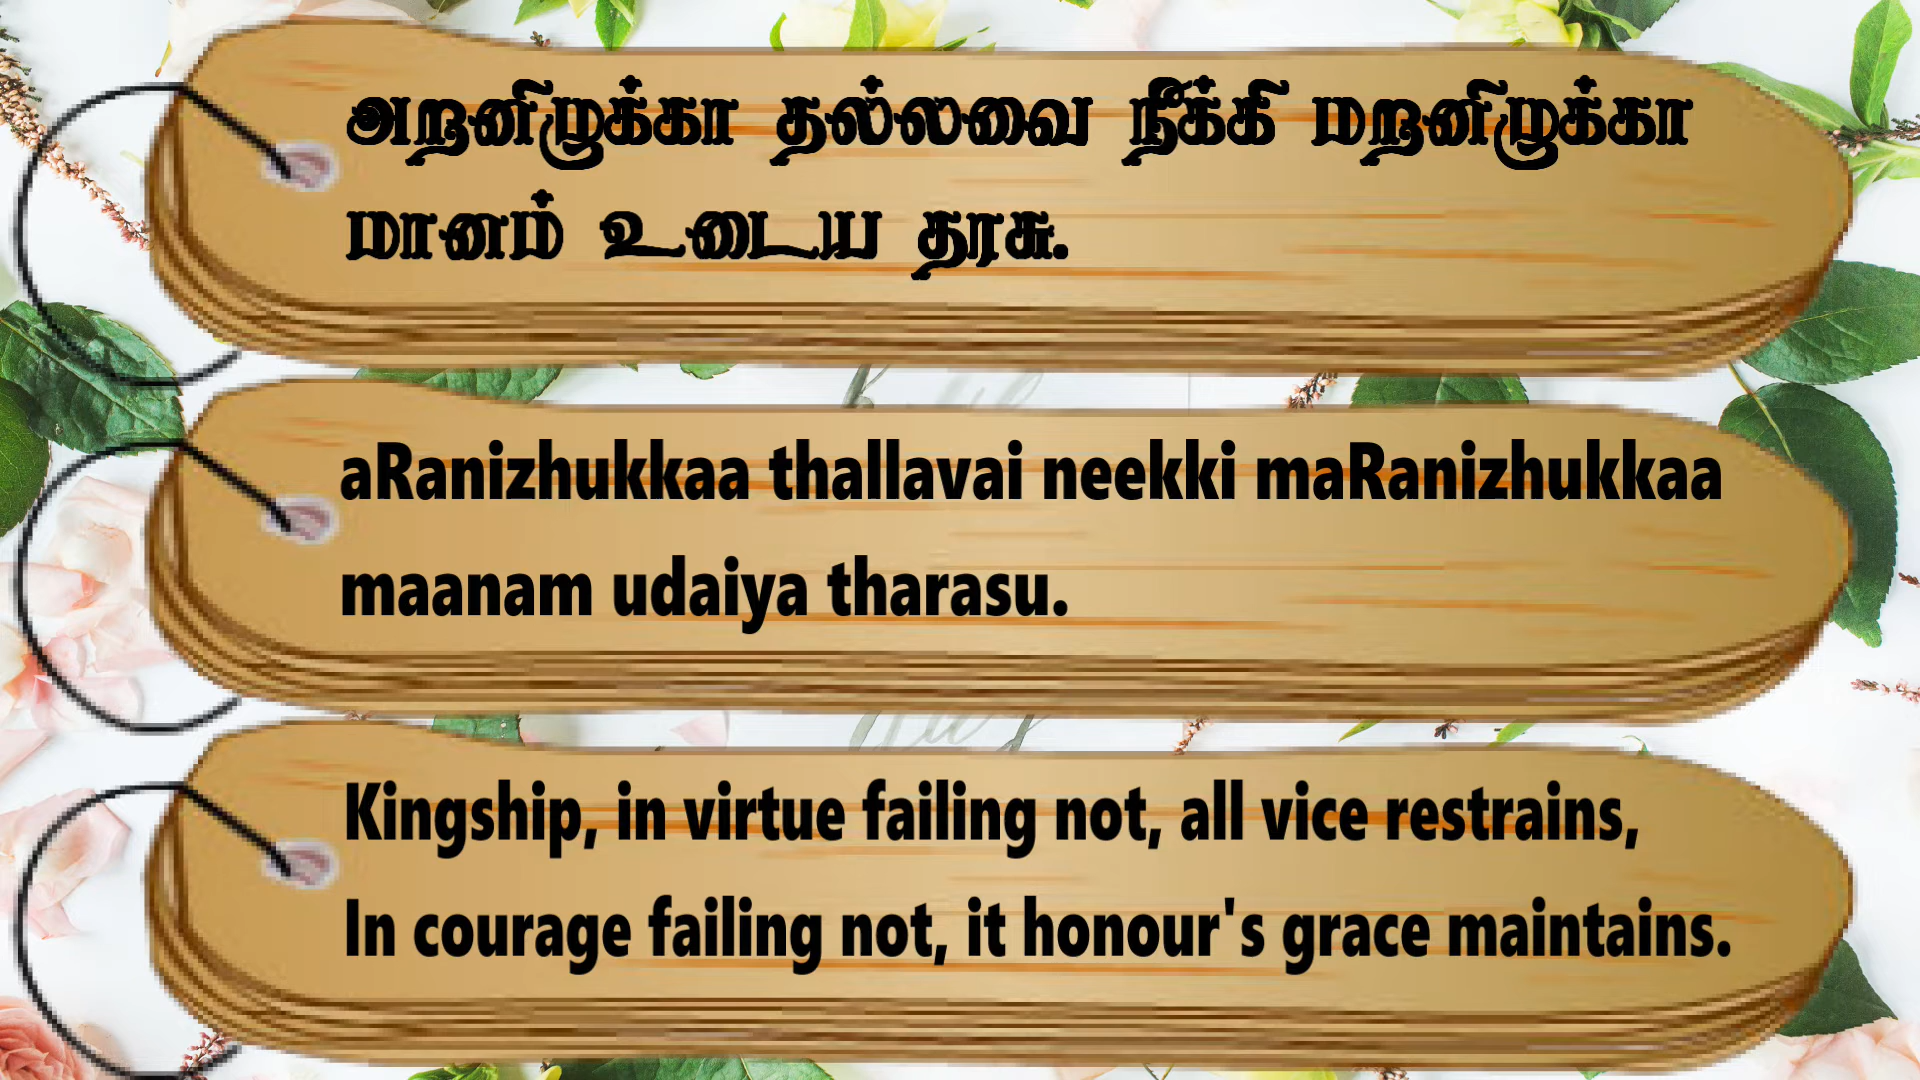 அறனிழுக்கா தல்லவை நீக்கி மறனிழுக்கா
மானம் உடைய தரசு.
aRanizhukkaa thallavai neekki maRanizhukkaa
maanam udaiya tharasu.
Kingship, in virtue failing not, all vice restrains,
In courage failing not, it honour's grace maintains.